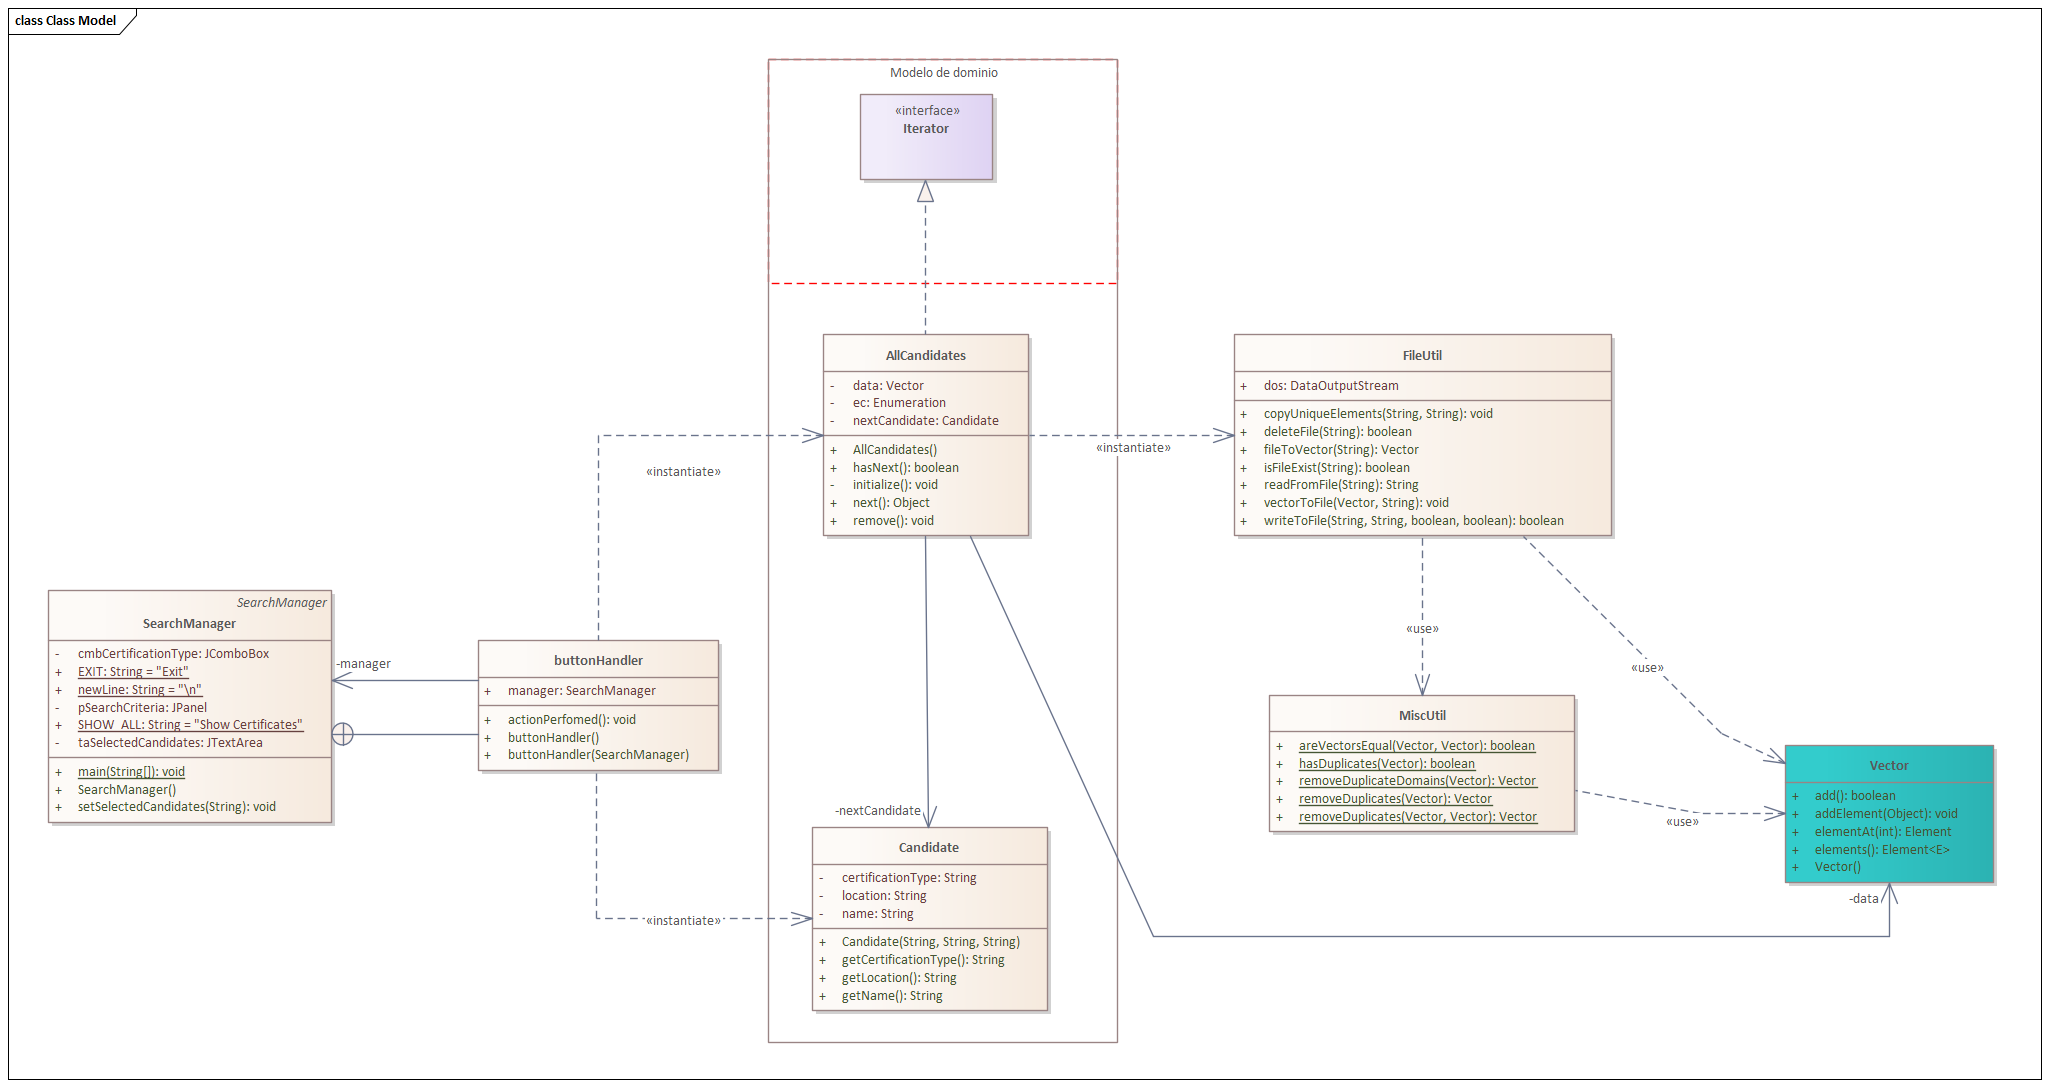 class Class Model
Modelo de dominio
«interface»
Iterator
AllCandidates
- data: Vector
- ec: Enumeration
- nextCandidate: Candidate
+ AllCandidates()
+ hasNext(): boolean
- initialize(): void
+ next(): Object
+ remove(): void
«instantiate»
FileUtil
+ dos: DataOutputStream
+ copyUniqueElements(String, String): void
+ deleteFile(String): boolean
+ fileToVector(String): Vector
+ isFileExist(String): boolean
+ readFromFile(String): String
+ vectorToFile(Vector, String): void
+ writeToFile(String, String, boolean, boolean): boolean
«instantiate»
SearchManager
SearchManager
- cmbCertificationType: JComboBox
+ EXIT: String = "Exit"
+ newLine: String = "\n"
- pSearchCriteria: JPanel
+ SHOW_ALL: String = "Show Certificates"
- taSelectedCandidates: JTextArea
+ main(String[]): void
+ SearchManager()
+ setSelectedCandidates(String): void
-manager
buttonHandler
+ manager: SearchManager
+ actionPerfomed(): void
+ buttonHandler()
+ buttonHandler(SearchManager)
«use»
«use»
MiscUtil
+ areVectorsEqual(Vector, Vector): boolean
+ hasDuplicates(Vector): boolean
+ removeDuplicateDomains(Vector): Vector
+ removeDuplicates(Vector): Vector
+ removeDuplicates(Vector, Vector): Vector
«use»
Vector
+ add(): boolean
+ addElement(Object): void
+ elementAt(int): Element
+ elements(): Element<E>
+ Vector()
-data
-nextCandidate
Candidate
- certificationType: String
- location: String
- name: String
+ Candidate(String, String, String)
+ getCertificationType(): String
+ getLocation(): String
+ getName(): String
«instantiate»